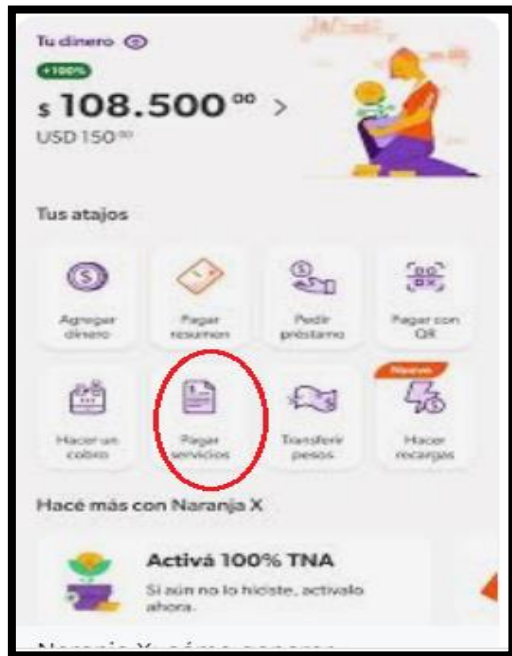 Tu dinero
+100%
$ 108.500 00 >
USD 150 00
Tus atajos
Agregar
dinero
Pagar
resumen
Pedir
préstamo
Pagar con
QR
Nuevo
Hacer un
cobro
Pagar
servicios
Transferir
pesos
Hacer
recargas
Hacé más con Naranja X
Activá 100% TNA
Si aún no lo hiciste, activalo
ahora.